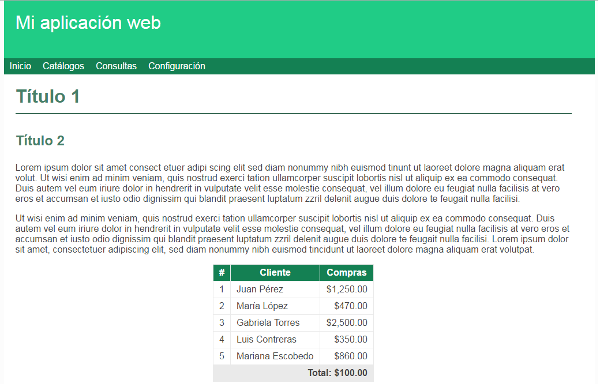 Mi aplicación web
Inicio Catálogos Consultas Configuración
Título 1
Título 2
Lorem ipsum dolor sit amet consect etuer adipi scing elit sed diam nonummy nibh euismod tinunt ut laoreet dolore magna aliquam erat
volut. Ut wisi enim ad minim veniam, quis nostrud exerci tation ullamcorper suscipit lobortis nisl ut aliquip ex ea commodo consequat.
Duis autem vel eum iriure dolor in hendrerit in vulputate velit esse molestie consequat, vel illum dolore eu feugiat nulla facilisis at vero
eros et accumsan et iusto odio dignissim qui blandit praesent luptatum zzril delenit augue duis dolore te feugait nulla facilisi.
Ut wisi enim ad minim veniam, quis nostrud exerci tation ullamcorper suscipit lobortis nisl ut aliquip ex ea commodo consequat. Duis
autem vel eum iriure dolor in hendrerit in vulputate velit esse molestie consequat, vel illum dolore eu feugiat nulla facilisis at vero eros et
accumsan et iusto odio dignissim qui blandit praesent luptatum zzril delenit augue duis dolore te feugait nulla facilisi. Lorem ipsum dolor
sit amet, consectetuer adipiscing elit, sed diam nonummy nibh euismod tincidunt ut laoreet dolore magna aliquam erat volutpat.
# Cliente Compras
1 Juan Pérez $1,250.00
2 María López $470.00
3 Gabriela Torres $2,500.00
4 Luis Contreras $350.00
5 Mariana Escobedo $860.00
Total: $100.00